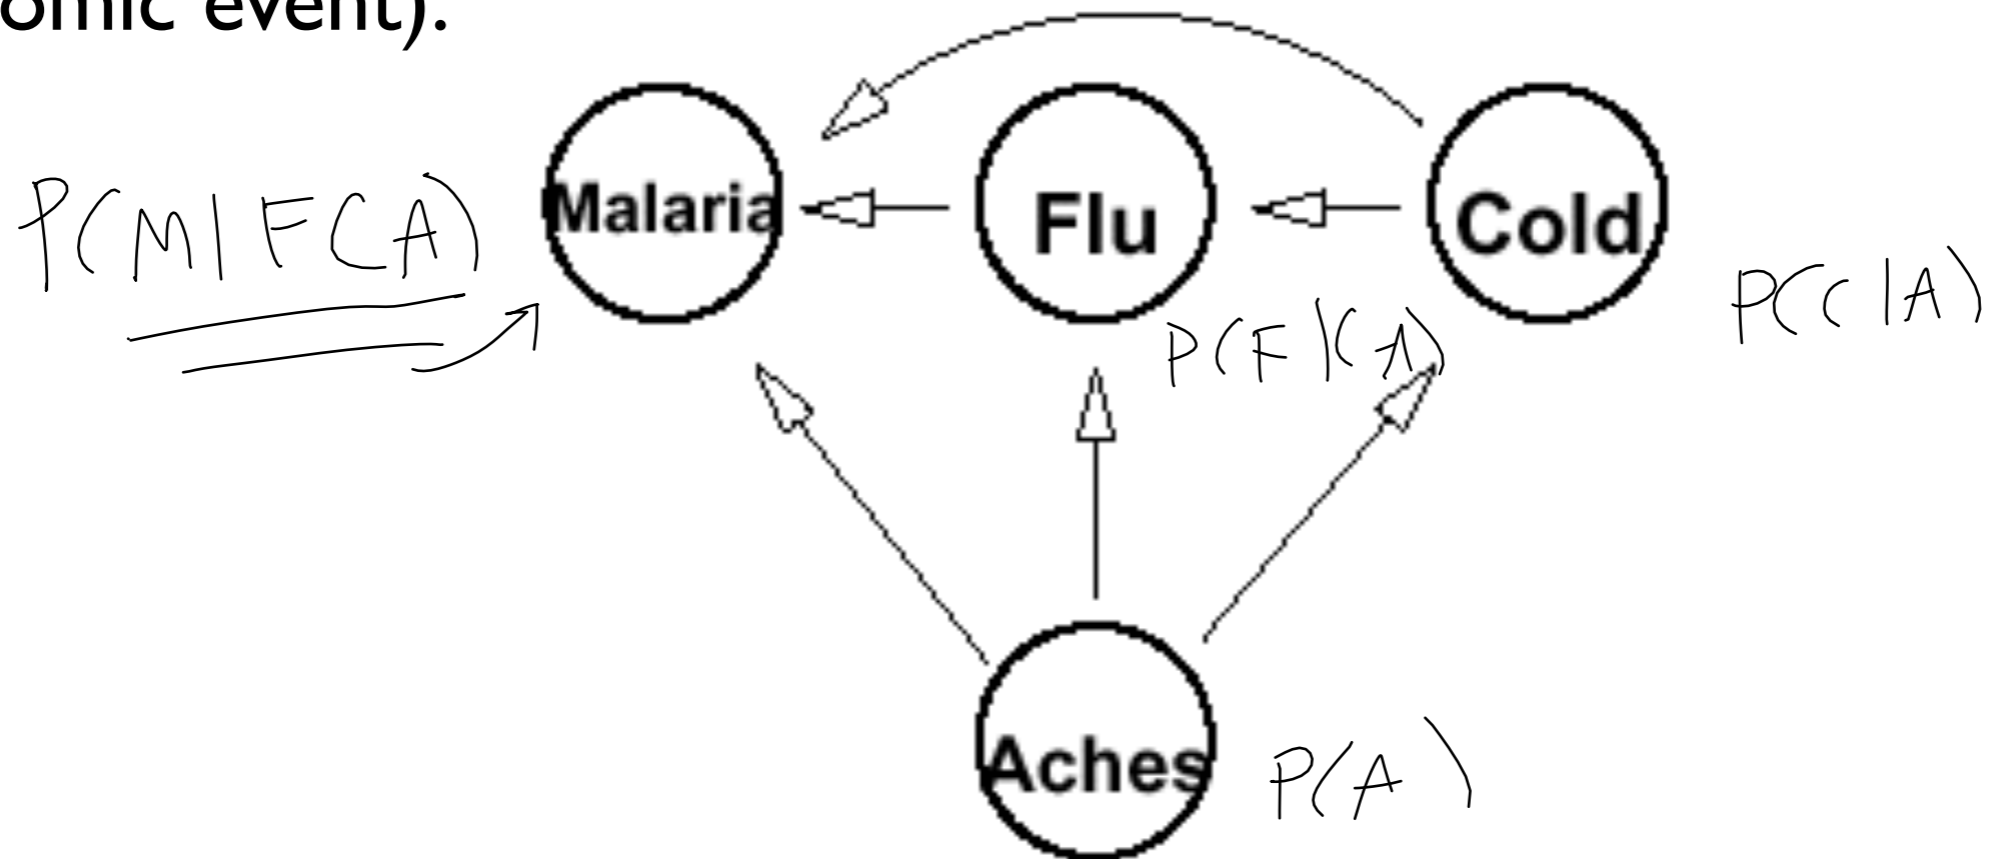 omic event).
Malaria
Flu
Cold
P(M|FCA)
P(C|A)
P(F|CA)
Aches
P(A)